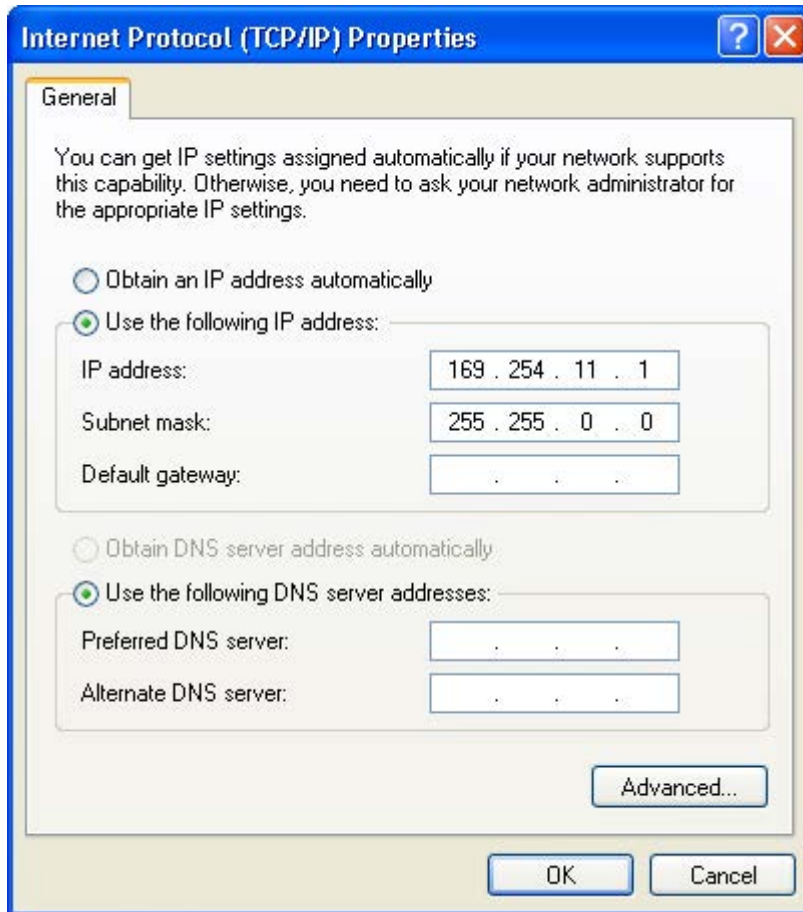 Internet Protocol (TCP/IP) Properties
General
You can get IP settings assigned automatically if your network supports
this capability. Otherwise, you need to ask your network administrator for
the appropriate IP settings.
Obtain an IP address automatically
Use the following IP address:
IP address: 169 . 254 . 11 . 1
Subnet mask: 255 . 255 . 0 . 0
Default gateway: . . .
Obtain DNS server address automatically
Use the following DNS server addresses:
Preferred DNS server: . . .
Alternate DNS server: . . .
Advanced...
OK Cancel